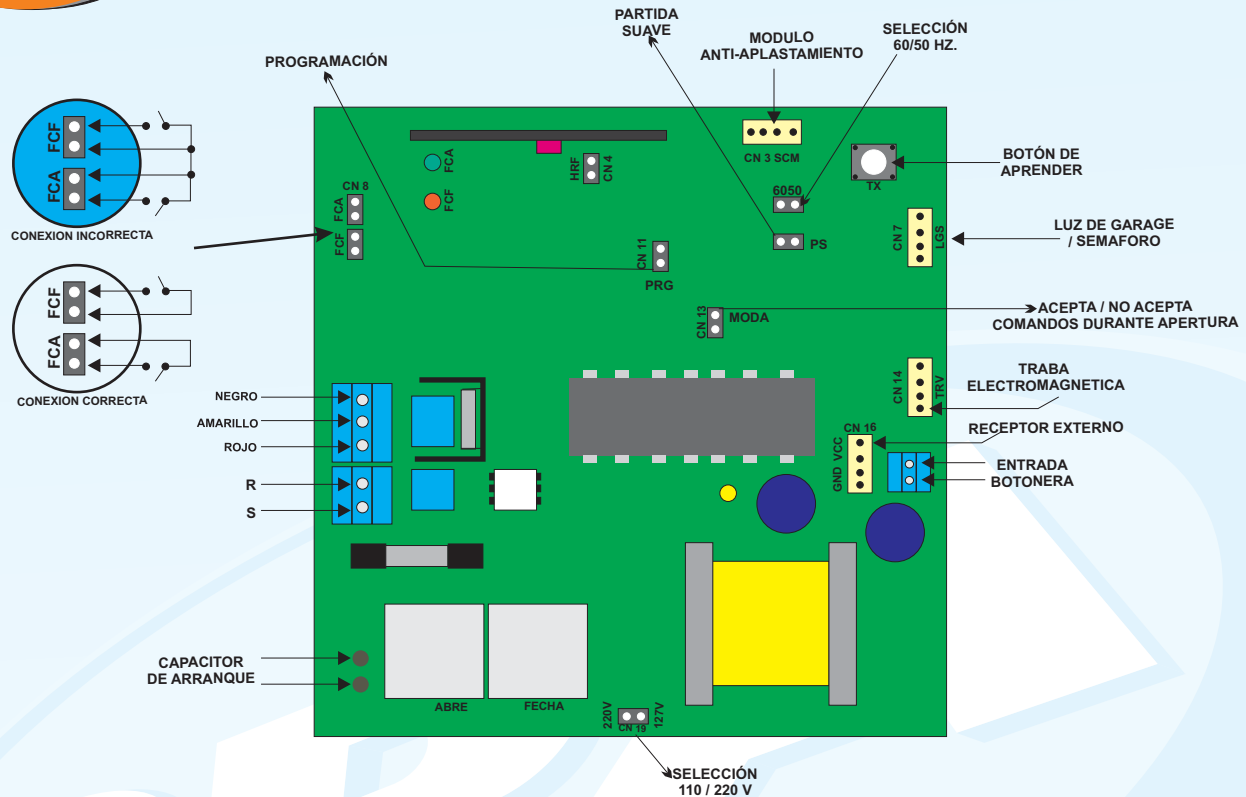 PARTIDA
SUAVE
MODULO
ANTI-APLASTAMIENTO
SELECCIÓN
60/50 HZ.
PROGRAMACIÓN
FCF
FCA
CONEXION INCORRECTA
FCF
FCA
CONEXION CORRECTA
CN 8
FCA
FCF
FCA
FCF
HRF
CN 4
CN 3 SCM
TX
BOTÓN DE
APRENDER
6050
PS
CN 7
LGS
LUZ DE GARAGE
/ SEMAFORO
CN 11
PRG
CN 13
MODA
ACEPTA / NO ACEPTA
COMANDOS DURANTE APERTURA
CN 14
TRV
TRABA
ELECTROMAGNETICA
CN 16
GND VCC
RECEPTOR EXTERNO
ENTRADA
BOTONERA
NEGRO
AMARILLO
ROJO
R
S
CAPACITOR
DE ARRANQUE
ABRE
FECHA
220V
127V
CN 19
SELECCIÓN
110 / 220 V